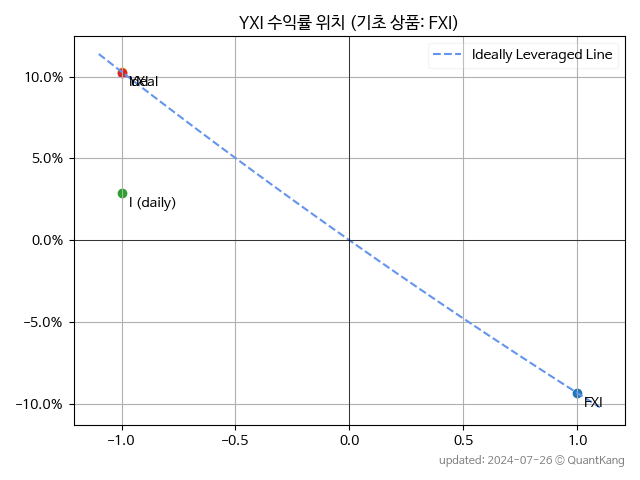 YXI 수익률 위치 (기초 상품: FXI)
Ideally Leveraged Line
10.0%
YXI
Ideal
5.0%
I (daily)
0.0%
−5.0%
−10.0%
FXI
−1.0 −0.5 0.0 0.5 1.0
updated: 2024-07-26 © QuantKang